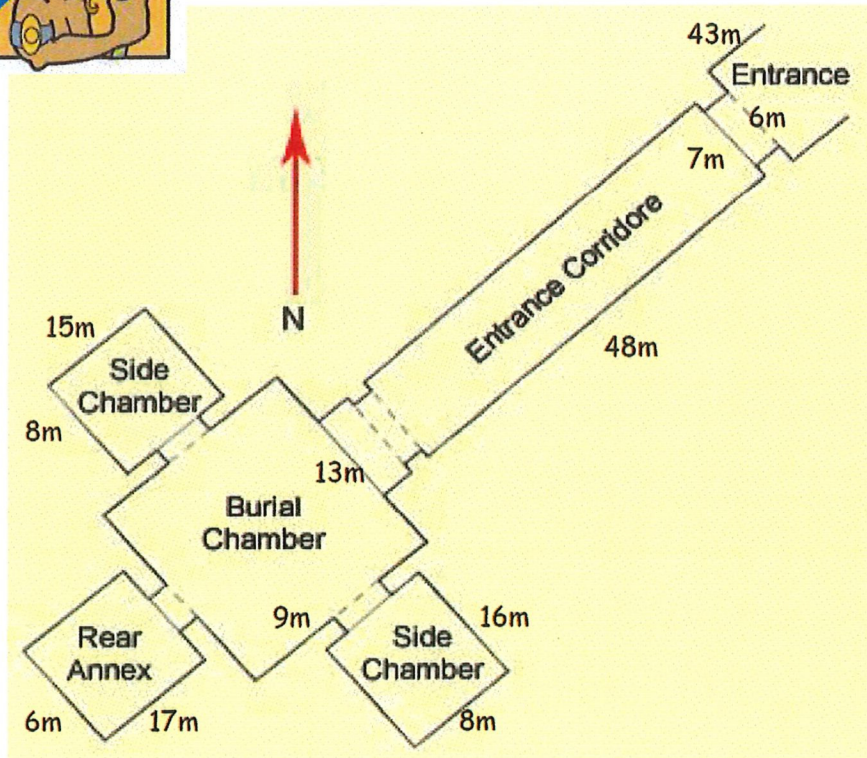 43m
Entrance
6m
7m
Entrance Corridore
48m
N
15m
Side
Chamber
8m
13m
Burial
Chamber
9m
16m
Rear
Annex
Side
Chamber
6m
17m
8m